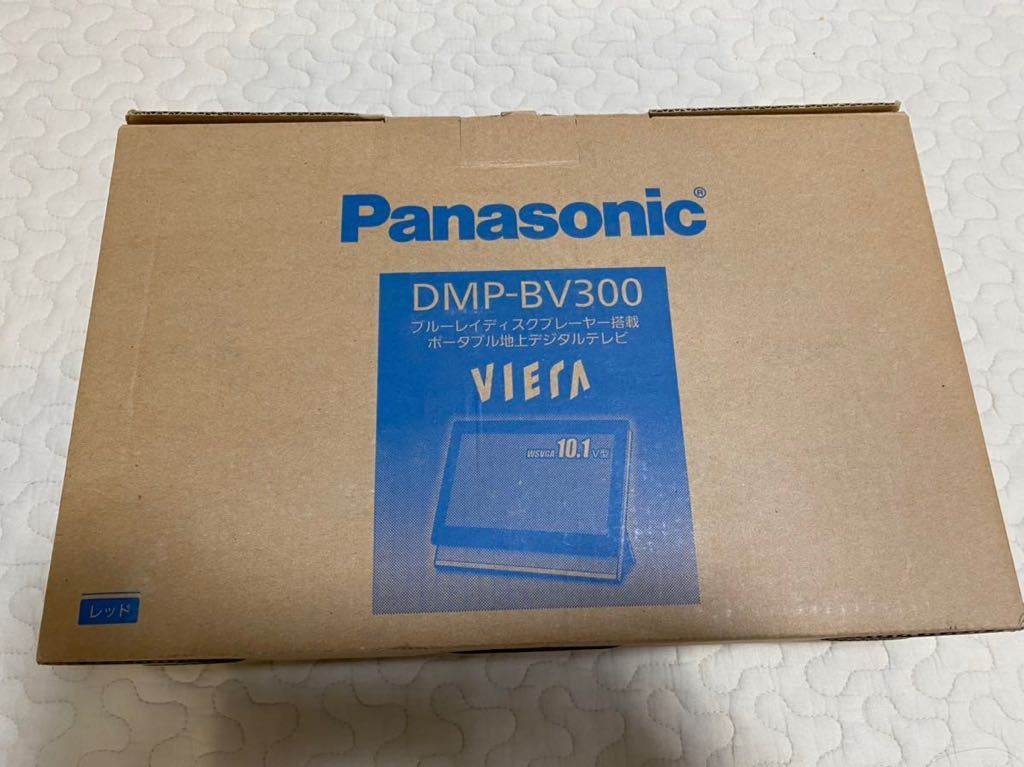 Panasonic®
DMP-BV300
ブルーレイディスクプレーヤー搭載
ポータブル地上デジタルテレビ
VIERA
WSVGA 10.1V型
レッド